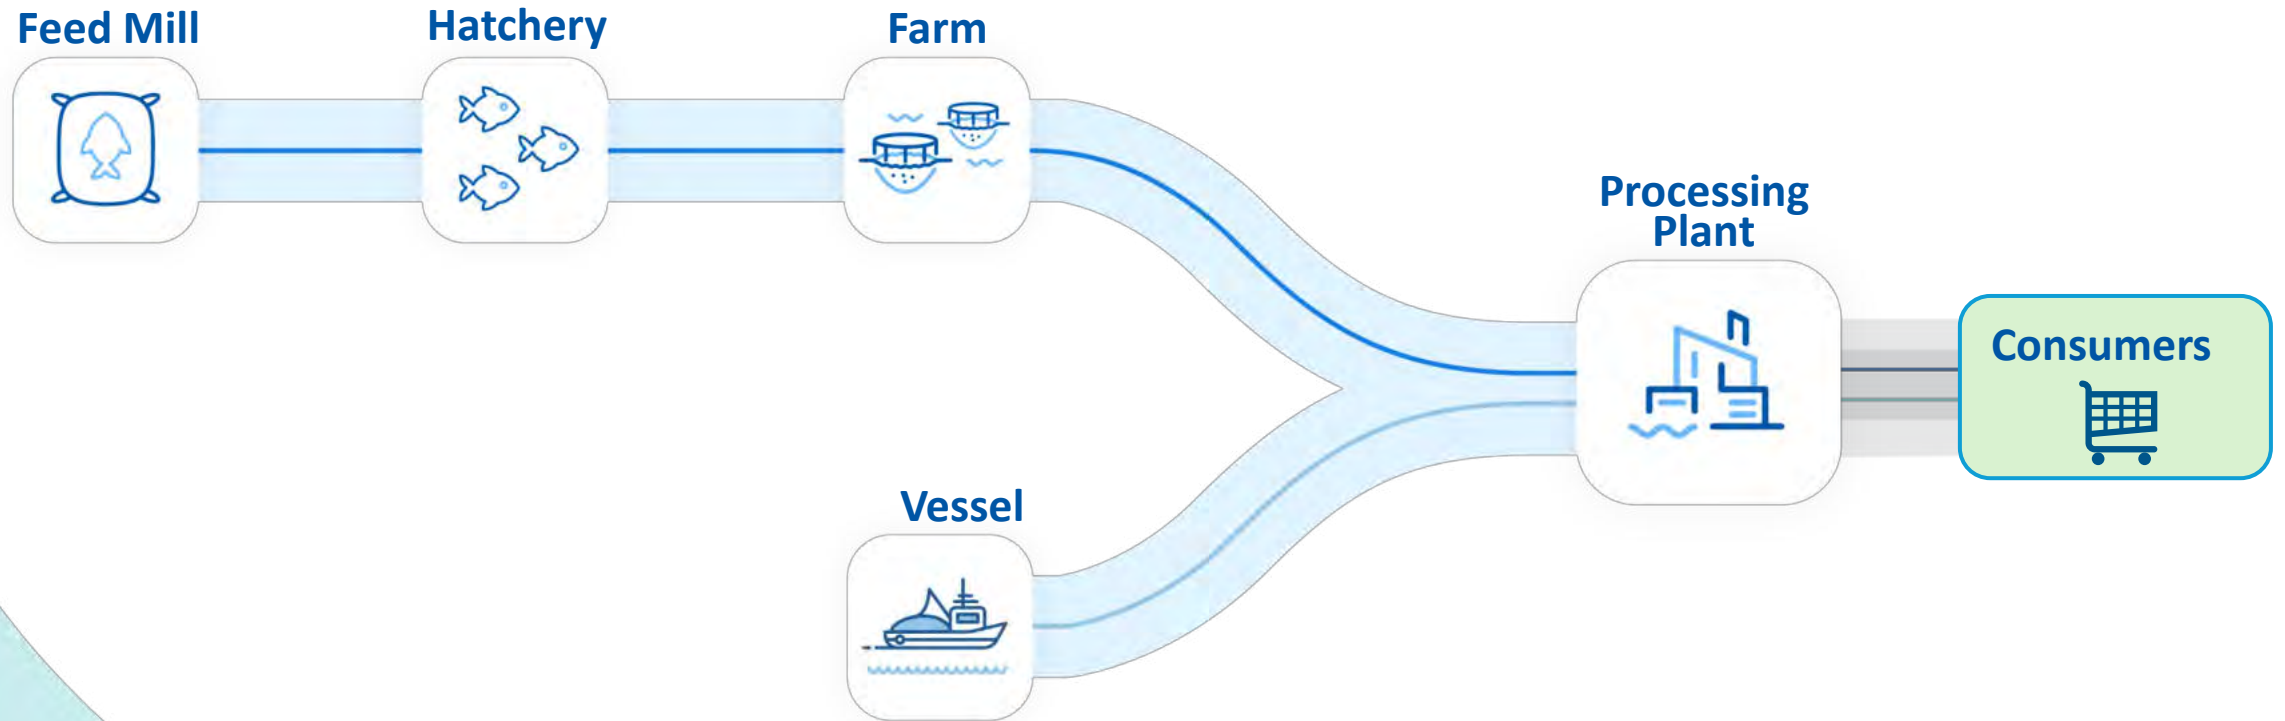 Feed Mill
Hatchery
Farm
Processing
Plant
Consumers
Vessel